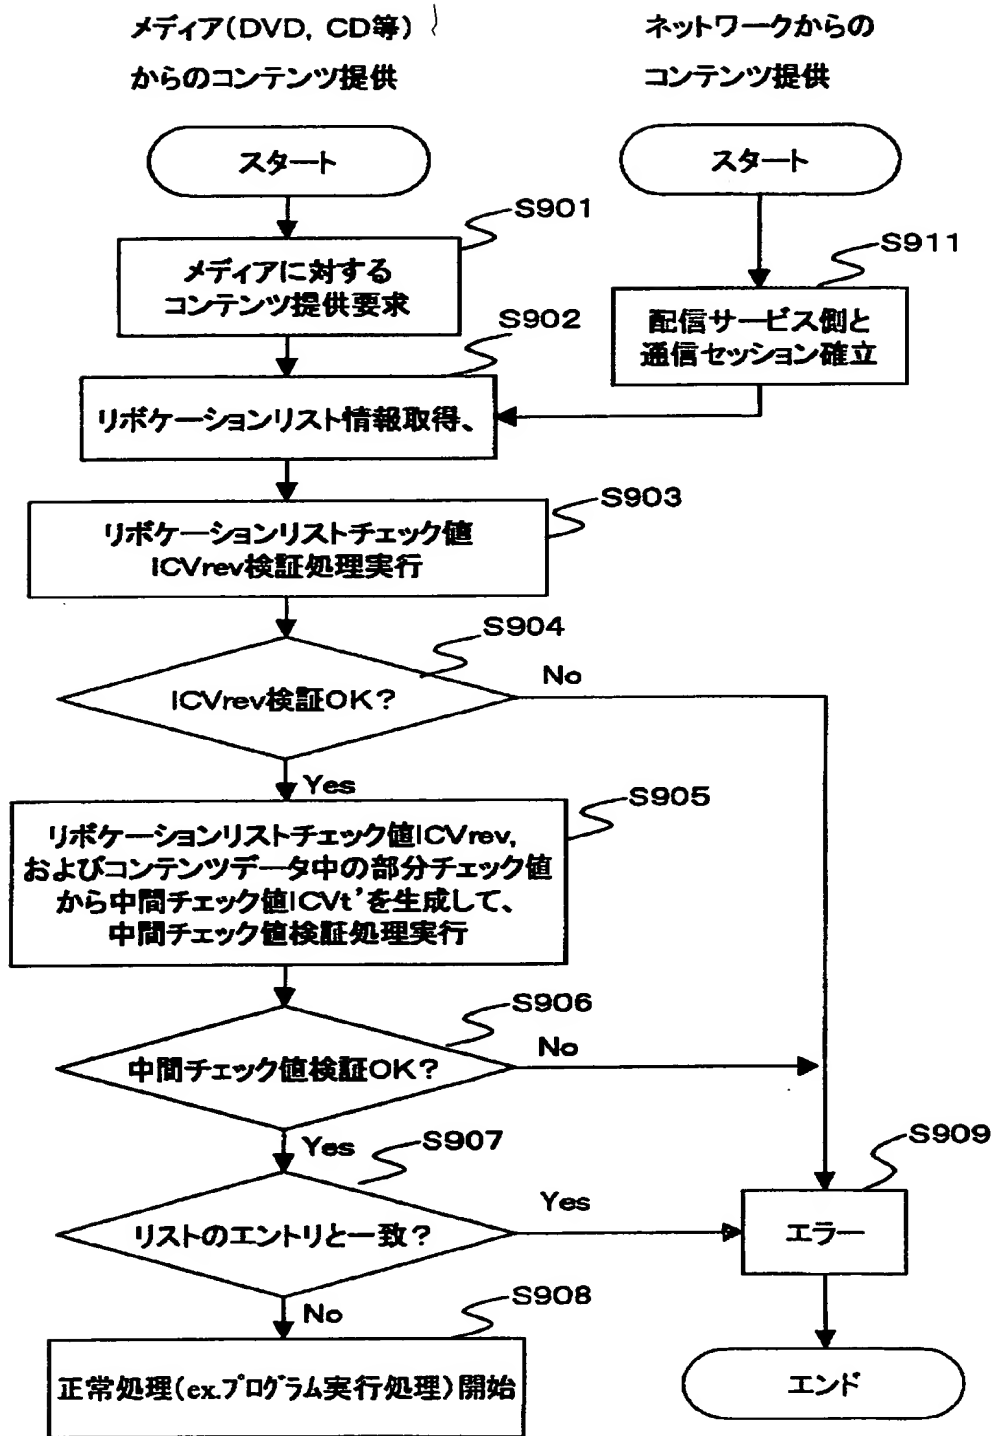 メディア(DVD, CD等)
からのコンテンツ提供
ネットワークからの
コンテンツ提供
スタート
スタート
S901
メディアに対する
コンテンツ提供要求
S911
配信サービス側と
通信セッション確立
S902
リボケーションリスト情報取得、
S903
リボケーションリストチェック値
ICVrev検証処理実行
S904
ICVrev検証OK?
No
Yes
S905
リボケーションリストチェック値ICVrev,
およびコンテンツデータ中の部分チェック値
から中間チェック値ICVt'を生成して、
中間チェック値検証処理実行
S906
中間チェック値検証OK?
No
Yes
S907
リストのエントリと一致?
Yes
S909
エラー
No
S908
正常処理(ex.プログラム実行処理)開始
エンド